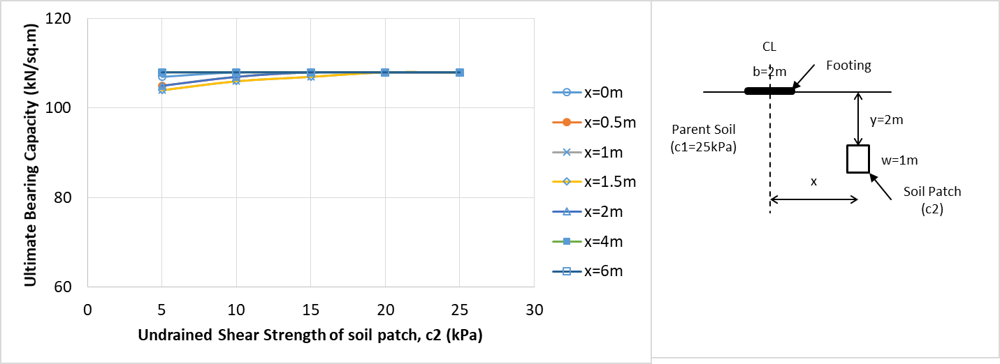 120
100
80
60
0
5
10
15
20
25
30
Ultimate Bearing Capacity (kN/sq.m)
Undrained Shear Strength of soil patch, c2 (kPa)
x=0m
x=0.5m
x=1m
x=1.5m
x=2m
x=4m
x=6m
CL
b=2m
Footing
Parent Soil
(c1=25kPa)
y=2m
w=1m
x
Soil Patch
(c2)